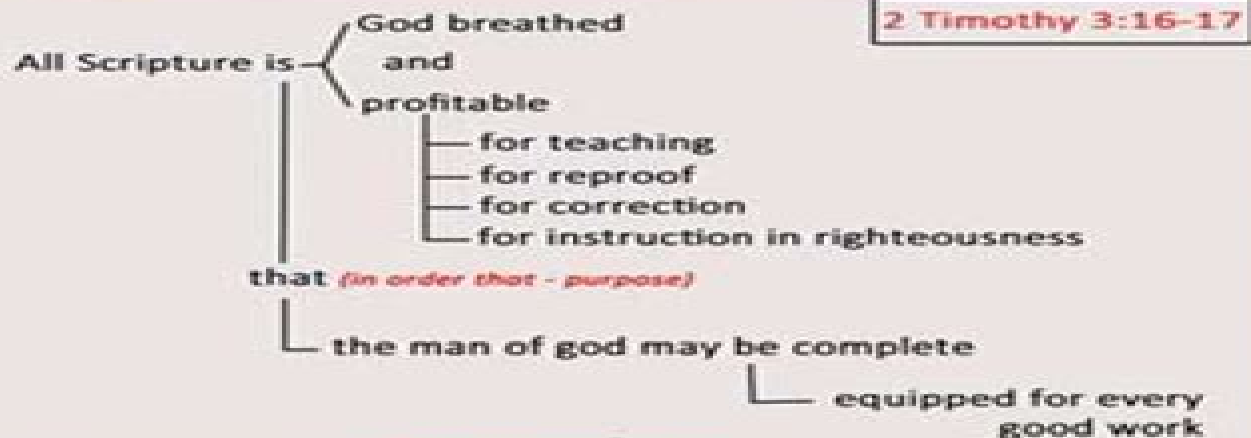 2 Timothy 3:16-17
God breathed
All Scripture is
and
profitable
for teaching
for reproof
for correction
for instruction in righteousness
that (in order that - purpose)
the man of god may be complete
equipped for every
good work